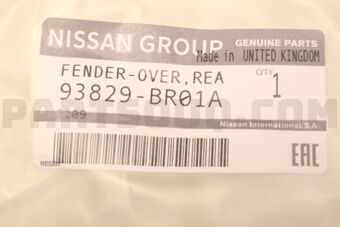 NISSAN GROUP
GENUINE PARTS
Made in UNITED KINGDOM
FENDER-OVER,REA
Q'TY
93829-BR01A
1
Nissan International, S.A.
EAC
PARTSOUQ.COM